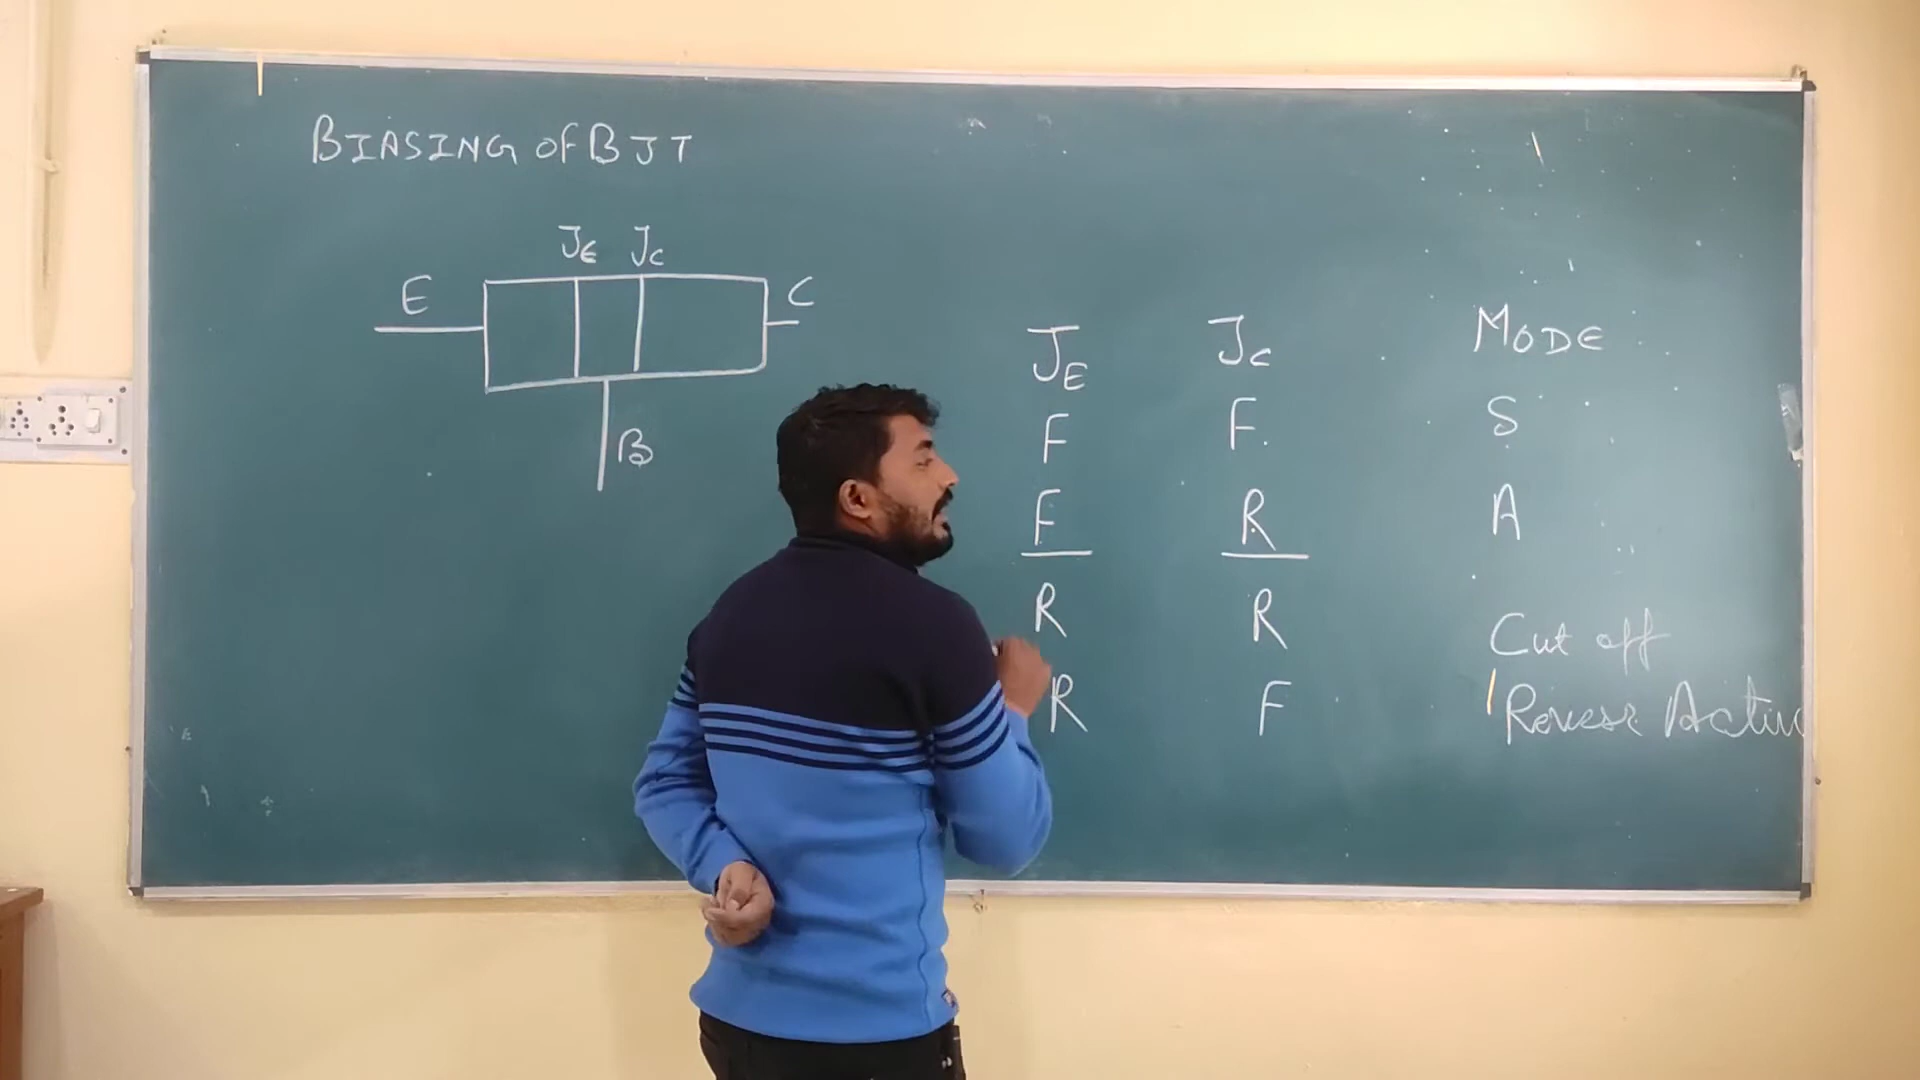 BIASING OF BJT
JE JC
E C
B
JE JC MODE
F F. S
F R A
R R Cut off
R F Reverse Active